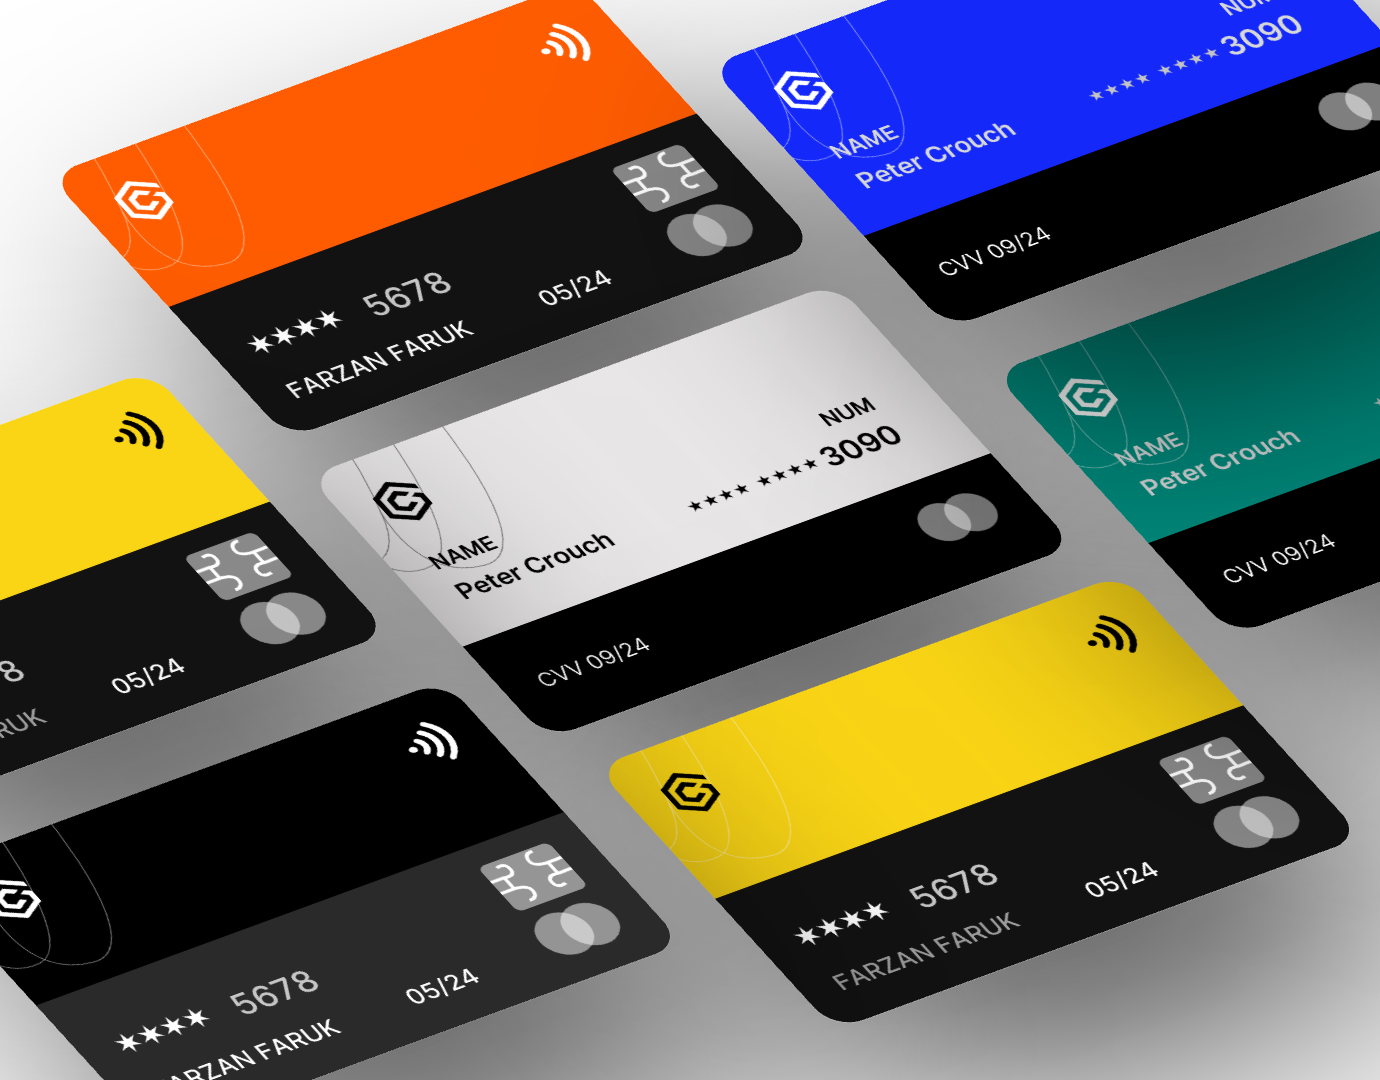 ★★★★ 5678
FARZAN FARUK
05/24
NUM
★★★★ ★★★★ 3090
NAME
Peter Crouch
CVV 09/24
8
RUK
05/24
NUM
★★★★ ★★★★ 3090
NAME
Peter Crouch
CVV 09/24
NAME
Peter Crouch
CVV 09/24
★★★★ 5678
ARZAN FARUK
05/24
★★★★ 5678
FARZAN FARUK
05/24